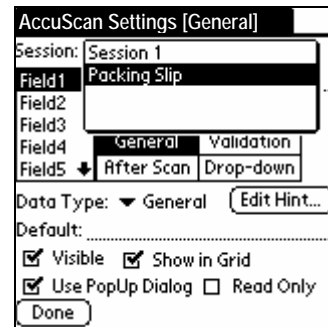 AccuScan Settings [General]
Session: Session 1
Packing Slip
Field1
Field2
Field3
Field4 General Validation
Field5 After Scan Drop-down
Data Type: General Edit Hint...
Default:
Visible Show in Grid
Use PopUp Dialog Read Only
Done